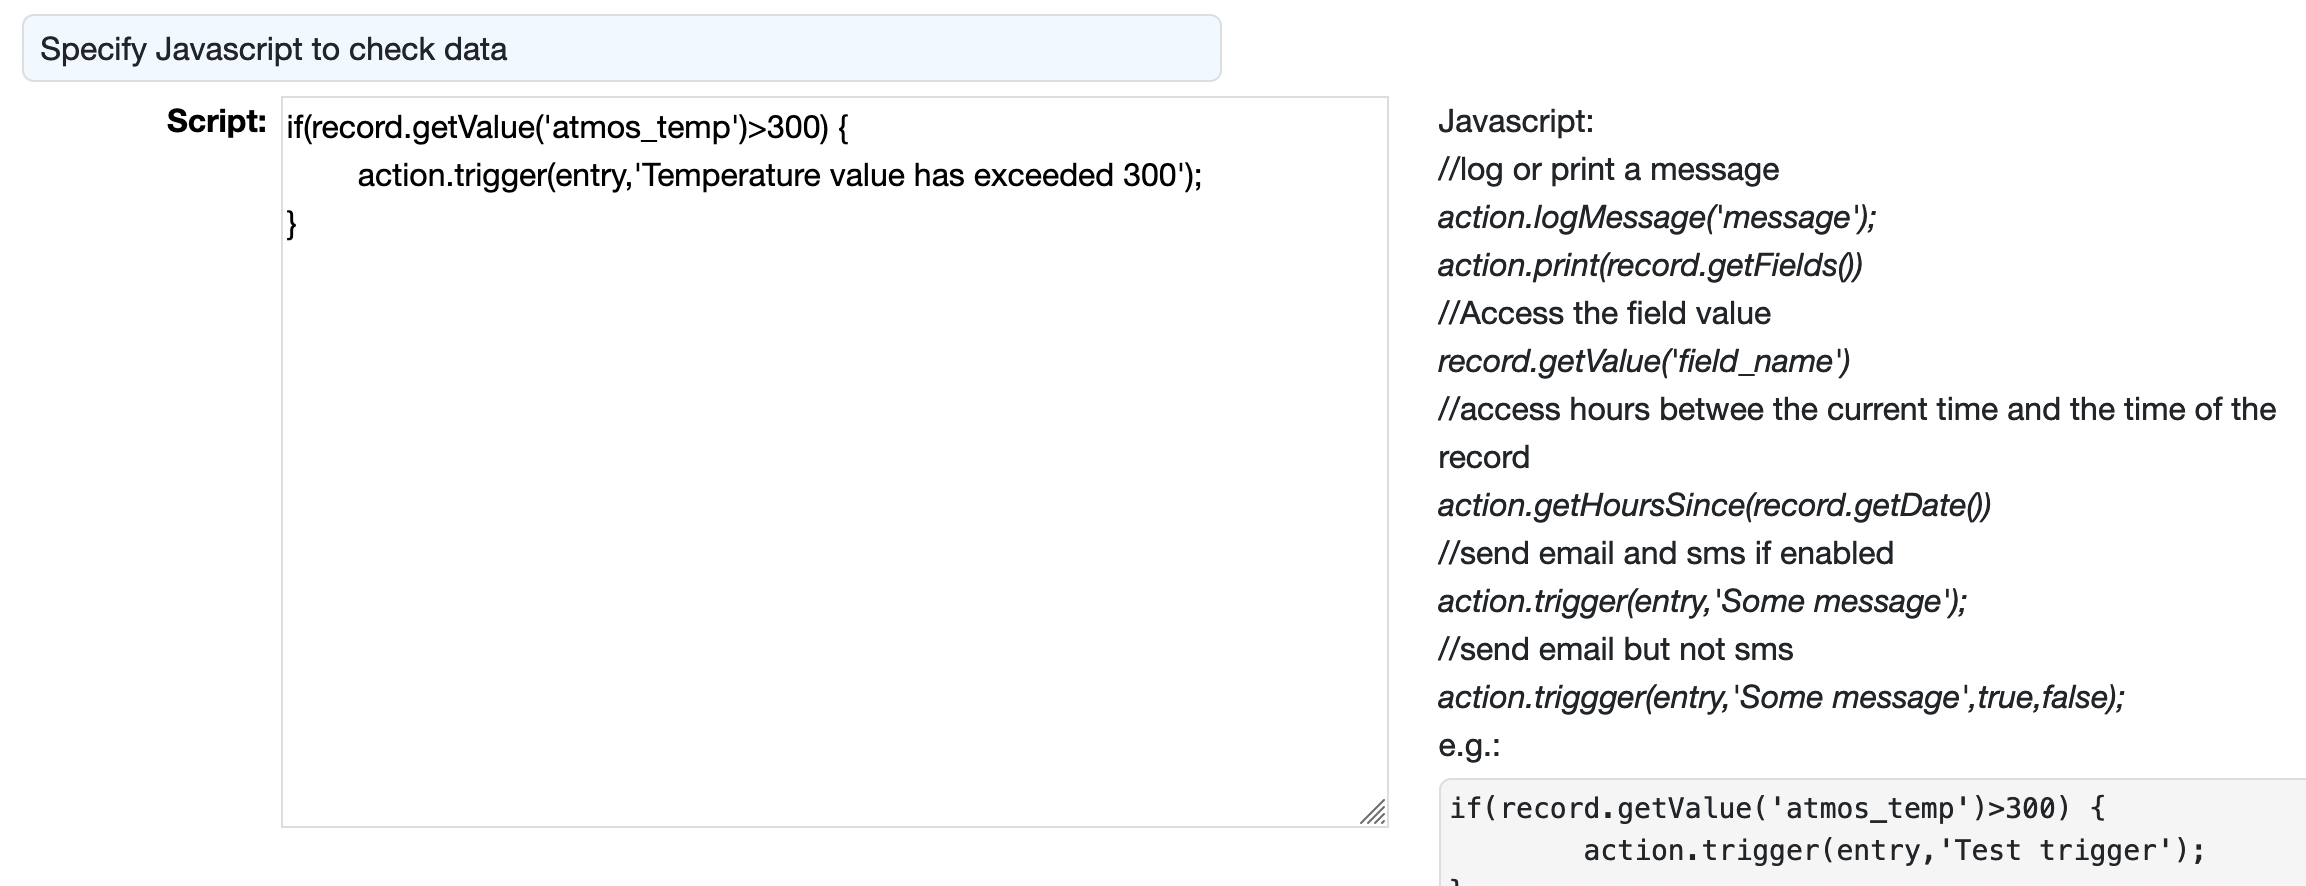 Specify Javascript to check data
Script:
if(record.getValue('atmos_temp')>300) {
action.trigger(entry,'Temperature value has exceeded 300');
}
Javascript:
//log or print a message
action.logMessage('message');
action.print(record.getFields())
//Access the field value
record.getValue('field_name')
//access hours betwee the current time and the time of the
record
action.getHoursSince(record.getDate())
//send email and sms if enabled
action.trigger(entry,'Some message');
//send email but not sms
action.triggger(entry,'Some message',true,false);
e.g.:
if(record.getValue('atmos_temp')>300) {
action.trigger(entry,'Test trigger');
}